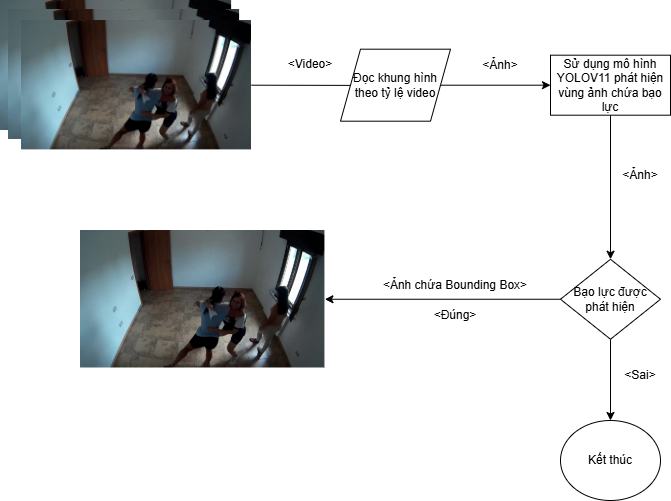 <Video>
Đọc khung hình
theo tỷ lệ video
<Ảnh>
Sử dụng mô hình
YOLOV11 phát hiện
vùng ảnh chứa bạo
lực
<Ảnh>
Bạo lực được
phát hiện
<Ảnh chứa Bounding Box>
<Đúng>
<Sai>
Kết thúc